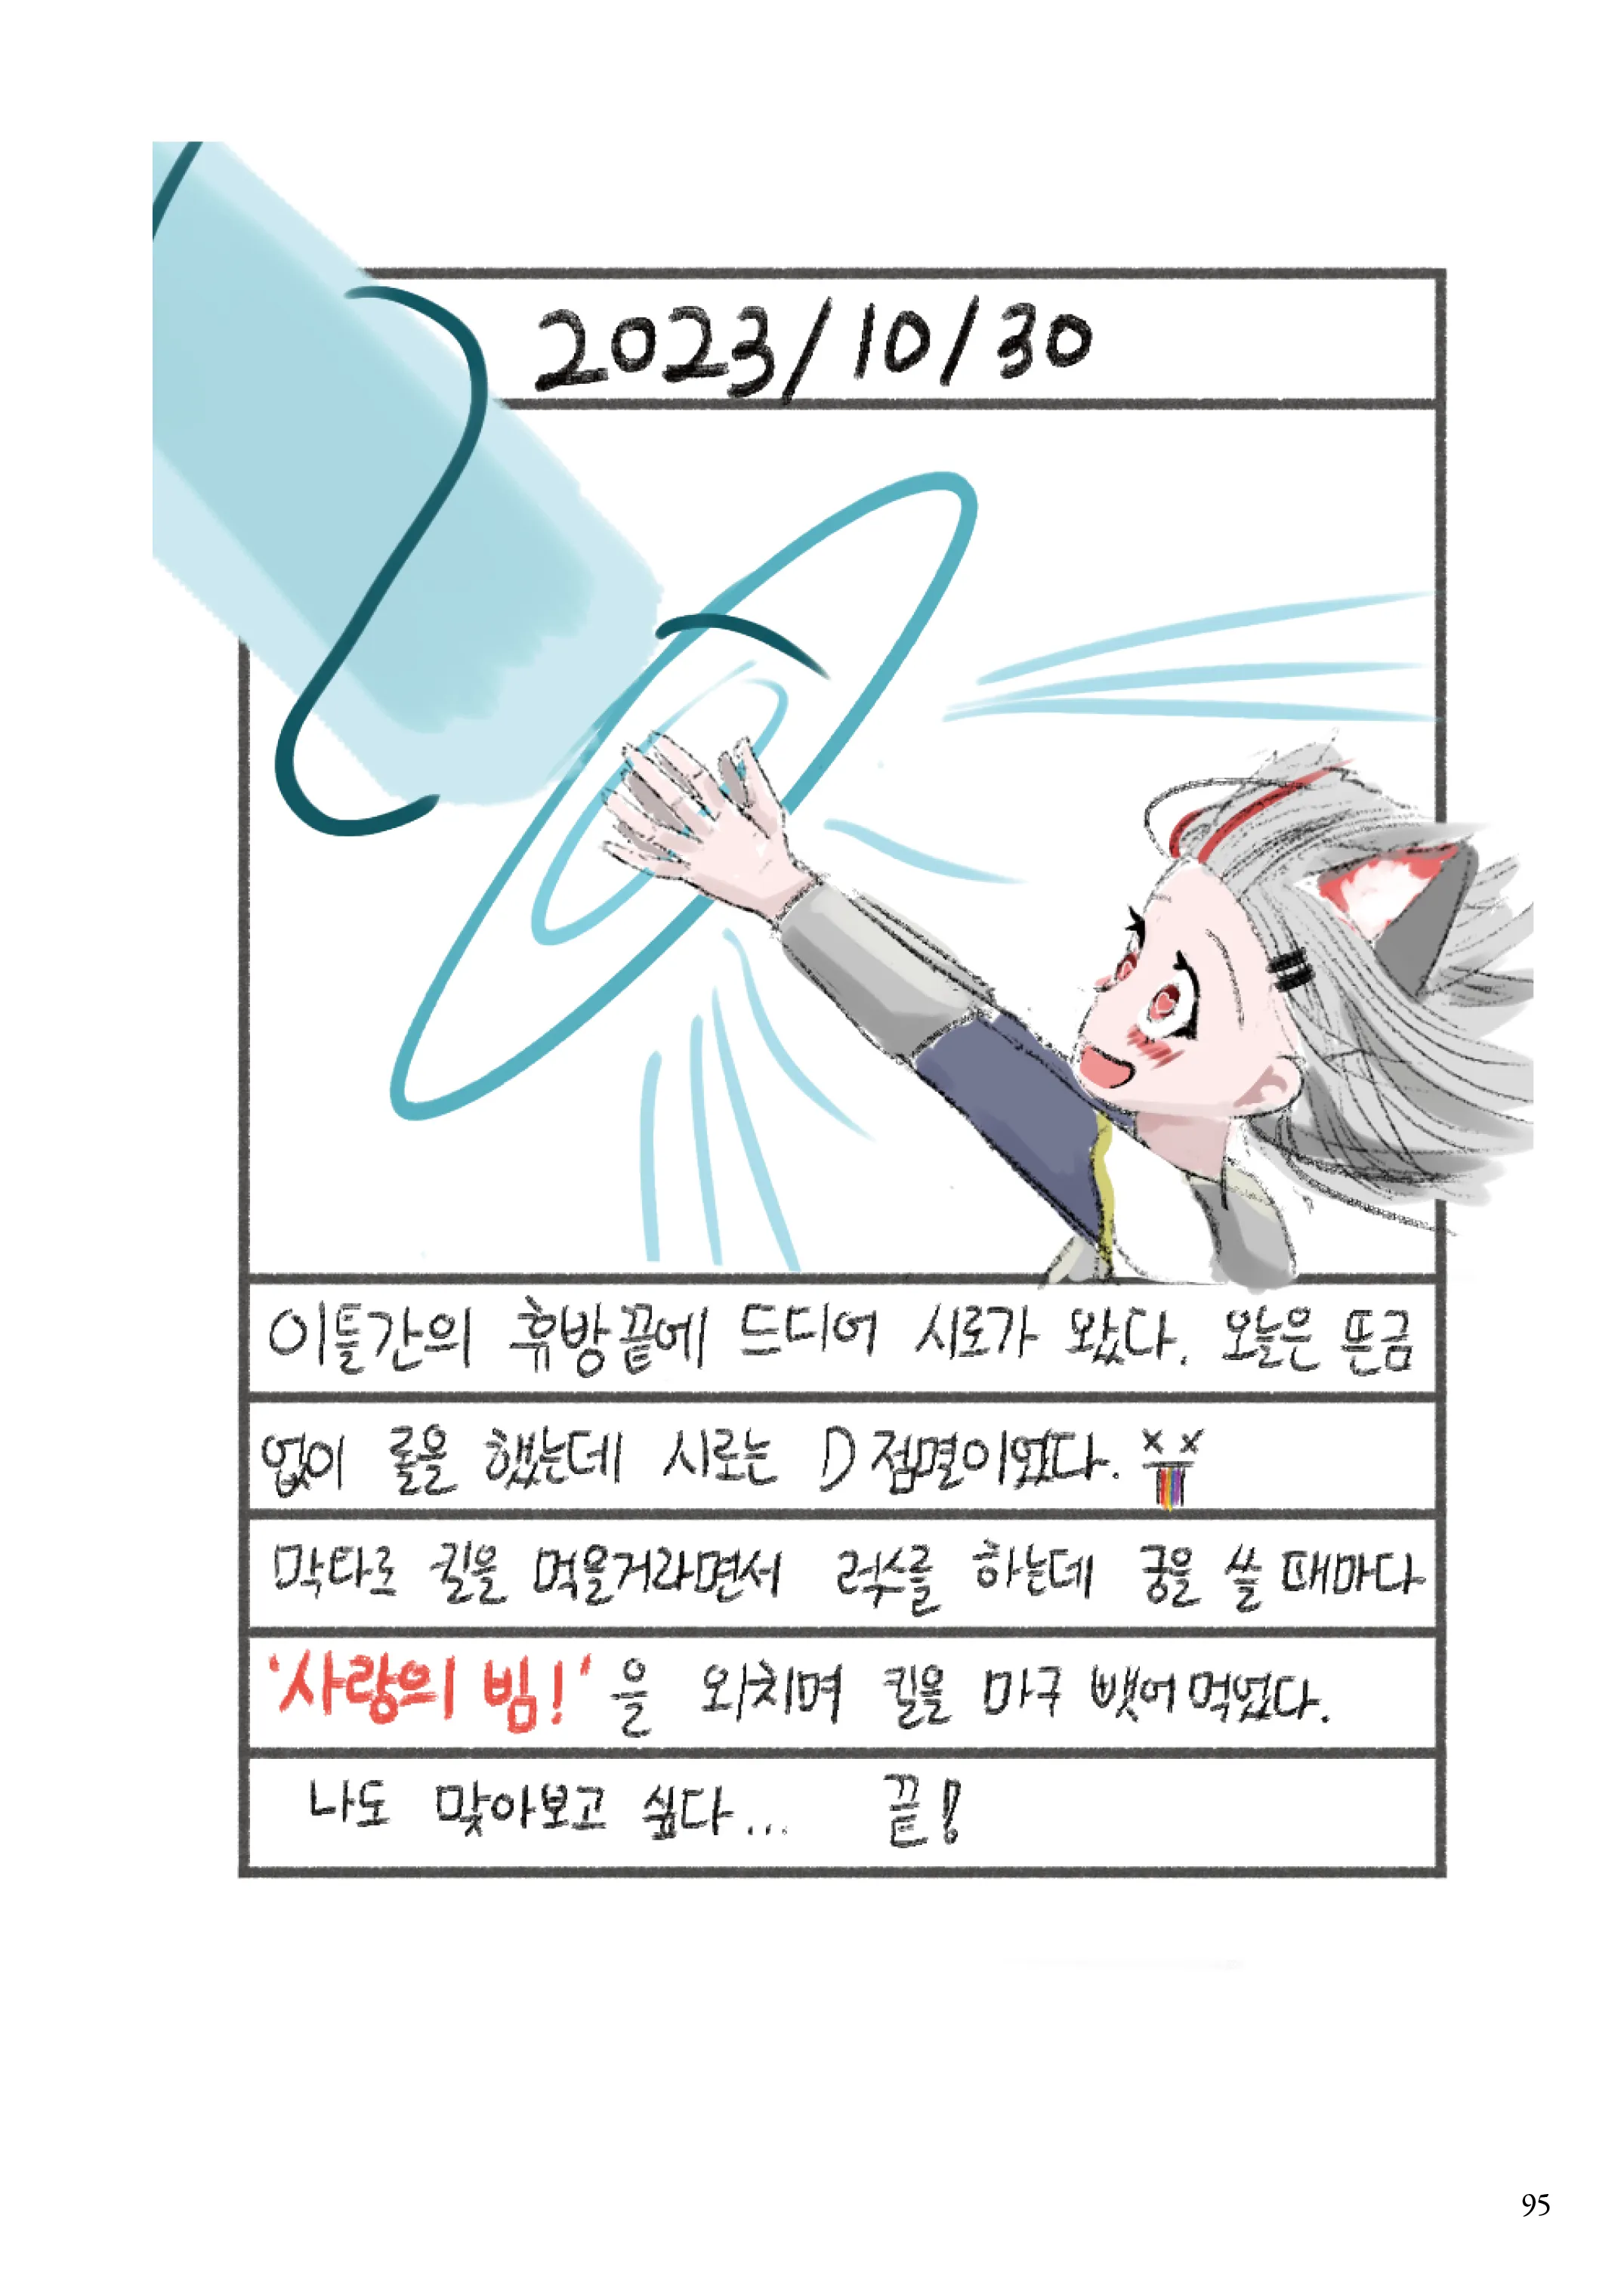 2023/10/30
이틀간의 휴방끝에 드디어 시로가 왔다. 오늘은 뜬금
없이 롤을 했는데 시로는 D점멸이었다.
막타로 킬을 먹을거라면서 럭스를 하는데 궁을 쓸 때마다
'사랑의 빔!'을 외치며 킬을 마구 뺏어먹었다.
나도 맞아보고 싶다... 끝!
95